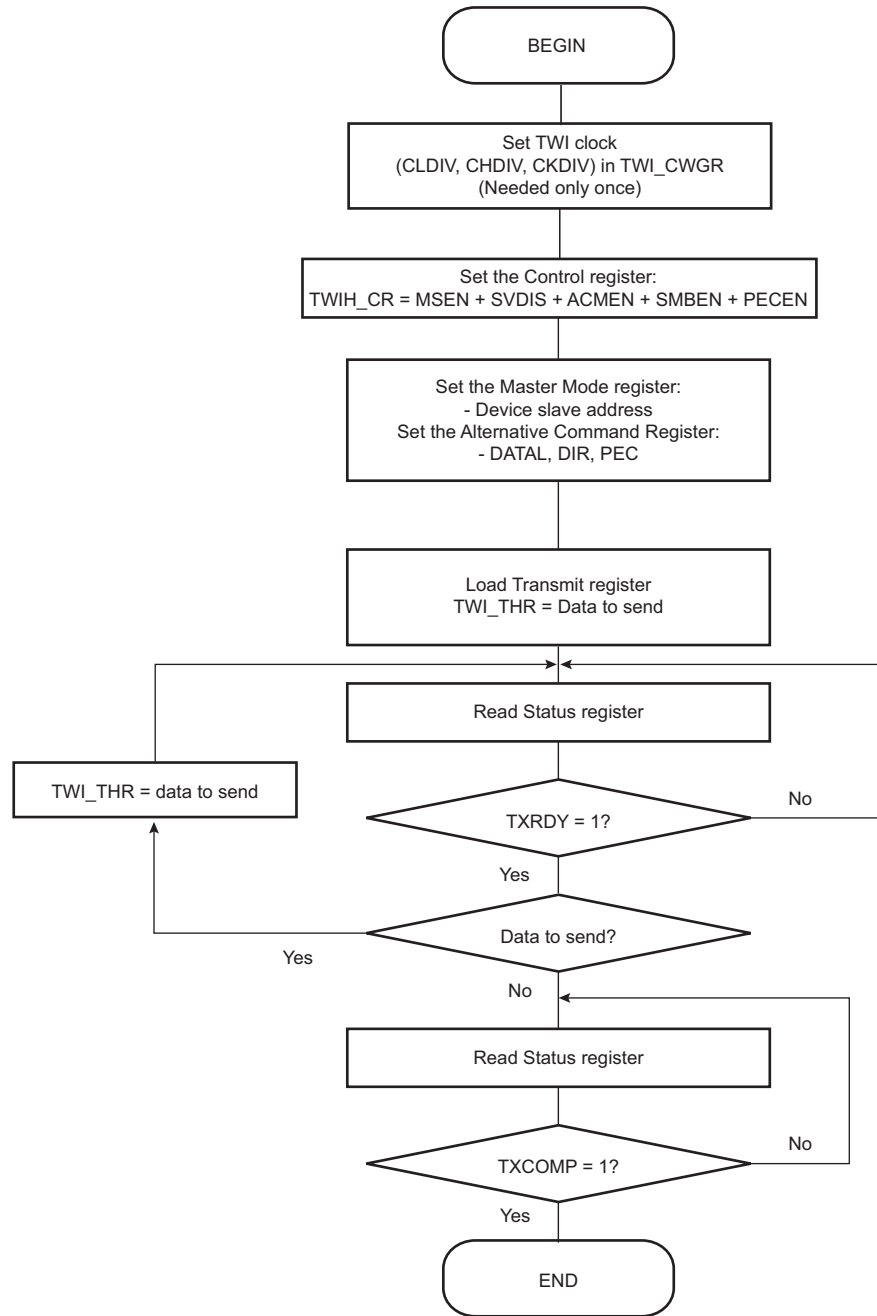 BEGIN
Set TWI clock
(CLDIV, CHDIV, CKDIV) in TWI_CWGR
(Needed only once)
Set the Control register:
TWIH_CR = MSEN + SVDIS + ACMEN + SMBEN + PECEN
Set the Master Mode register:
- Device slave address
Set the Alternative Command Register:
- DATAL, DIR, PEC
Load Transmit register
TWI_THR = Data to send
Read Status register
TWI_THR = data to send
TXRDY = 1?
No
Yes
Data to send?
Yes
No
Read Status register
TXCOMP = 1?
No
Yes
END